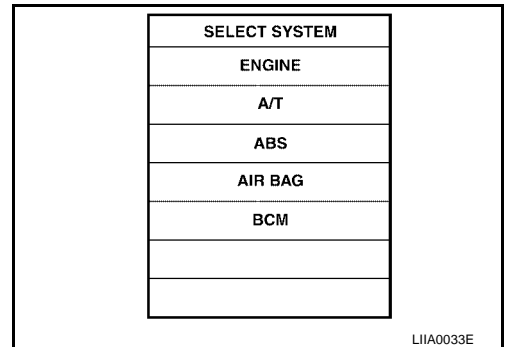 SELECT SYSTEM
ENGINE
A/T
ABS
AIR BAG
BCM
LIIA0033E